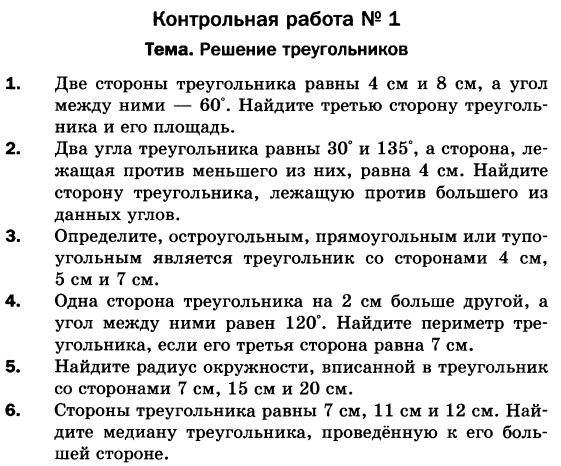 Контрольная работа № 1
Тема. Решение треугольников
1. Две стороны треугольника равны 4 см и 8 см, а угол
между ними — 60°. Найдите третью сторону треуголь-
ника и его площадь.
2. Два угла треугольника равны 30° и 135°, а сторона, ле-
жащая против меньшего из них, равна 4 см. Найдите
сторону треугольника, лежащую против большего из
данных углов.
3. Определите, остроугольным, прямоугольным или тупо-
угольным является треугольник со сторонами 4 см,
5 см и 7 см.
4. Одна сторона треугольника на 2 см больше другой, а
угол между ними равен 120°. Найдите периметр тре-
угольника, если его третья сторона равна 7 см.
5. Найдите радиус окружности, вписанной в треугольник
со сторонами 7 см, 15 см и 20 см.
6. Стороны треугольника равны 7 см, 11 см и 12 см. Най-
дите медиану треугольника, проведённую к его боль-
шей стороне.